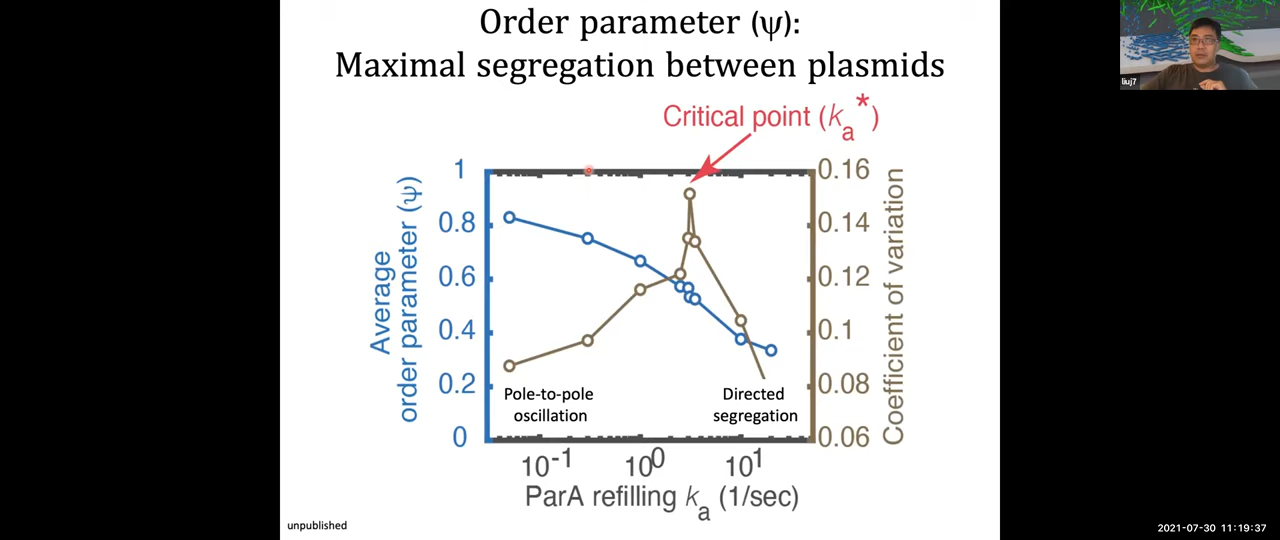 Order parameter (ψ):
Maximal segregation between plasmids
liuj7
Critical point (kₐ*)
Average
order parameter (ψ)
1
0.8
0.6
0.4
0.2
0
0.16
0.14
0.12
0.1
0.08
0.06
Coefficient of variation
Pole-to-pole
oscillation
Directed
segregation
10⁻¹ 10⁰ 10¹
ParA refilling kₐ (1/sec)
unpublished
2021-07-30 11:19:37